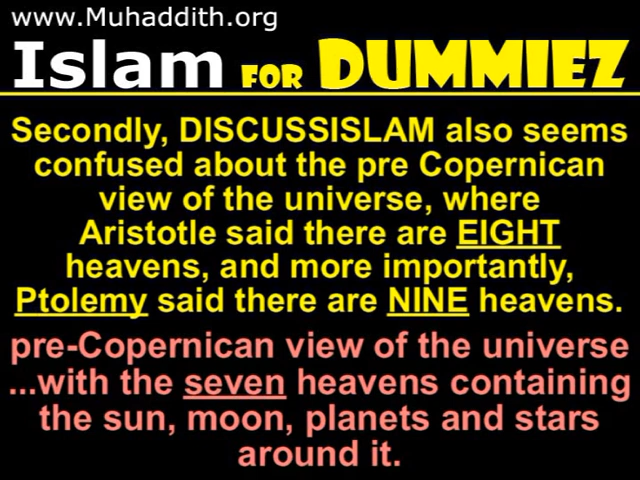 www.Muhaddith.org
Islam FOR DUMMIEZ
Secondly, DISCUSSISLAM also seems
confused about the pre Copernican
view of the universe, where
Aristotle said there are EIGHT
heavens, and more importantly,
Ptolemy said there are NINE heavens.
pre-Copernican view of the universe
...with the seven heavens containing
the sun, moon, planets and stars
around it.